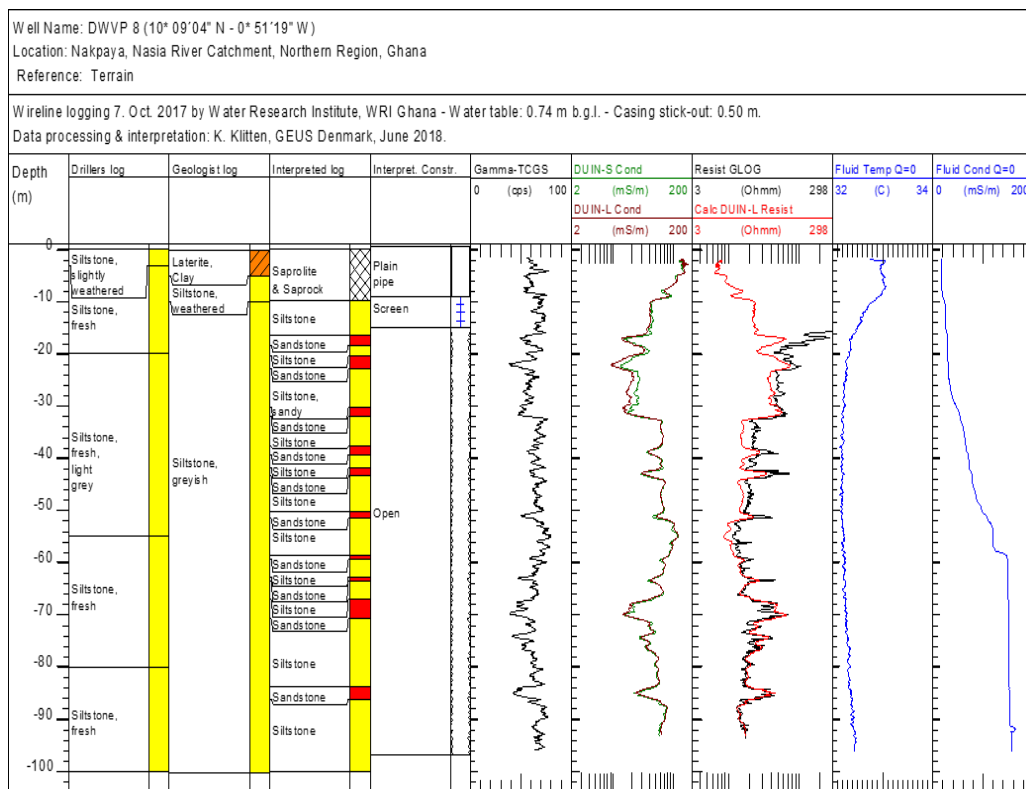 Well Name: DWVP 8 (10° 09´04" N - 0° 51´19" W)
Location: Nakpaya, Nasia River Catchment, Northern Region, Ghana
Reference: Terrain
Wireline logging 7. Oct. 2017 by Water Research Institute, WRI Ghana - Water table: 0.74 m b.g.l. - Casing stick-out: 0.50 m.
Data processing & interpretation: K. Klitten, GEUS Denmark, June 2018.
Depth
(m)
Drillers log
Geologist log
Interpreted log
Interpret. Constr.
Gamma-TCGS
0 (cps) 100
DUIN-S Cond
2 (mS/m) 200
DUIN-L Cond
2 (mS/m) 200
Resist GLOG
3 (Ohmm) 298
Calc DUIN-L Resist
3 (Ohmm) 298
Fluid Temp Q=0
32 (C) 34
Fluid Cond Q=0
0 (mS/m) 200
0
-10
-20
-30
-40
-50
-60
-70
-80
-90
-100
Siltstone,
slightly
weathered
Siltstone,
fresh
Siltstone,
fresh,
light
grey
Siltstone,
fresh
Siltstone,
fresh
Laterite,
Clay
Siltstone,
weathered
Siltstone,
greyish
Saprolite
& Saprock
Siltstone
Sandstone
Siltstone
Sandstone
Siltstone,
sandy
Sandstone
Siltstone
Sandstone
Siltstone
Sandstone
Siltstone
Sandstone
Siltstone
Sandstone
Siltstone
Sandstone
Siltstone
Sandstone
Siltstone
Sandstone
Siltstone
Plain
pipe
Screen
Open